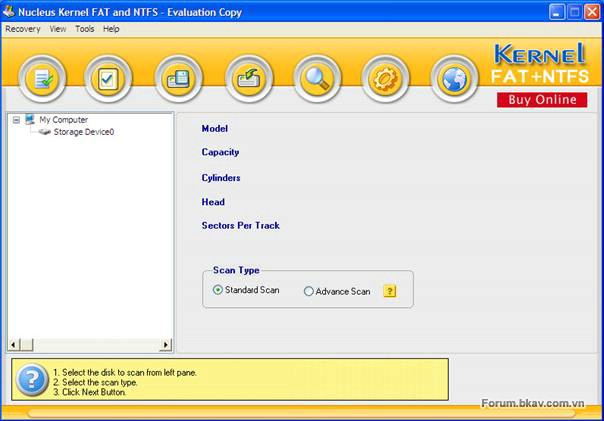 Nucleus Kernel FAT and NTFS - Evaluation Copy
Recovery View Tools Help
KERNEL
FAT+NTFS
Buy Online
My Computer
Storage Device0
Model
Capacity
Cylinders
Head
Sectors Per Track
Scan Type
Standard Scan Advance Scan ?
? 1. Select the disk to scan from left pane.
2. Select the scan type.
3. Click Next Button.
Forum.bkav.com.vn